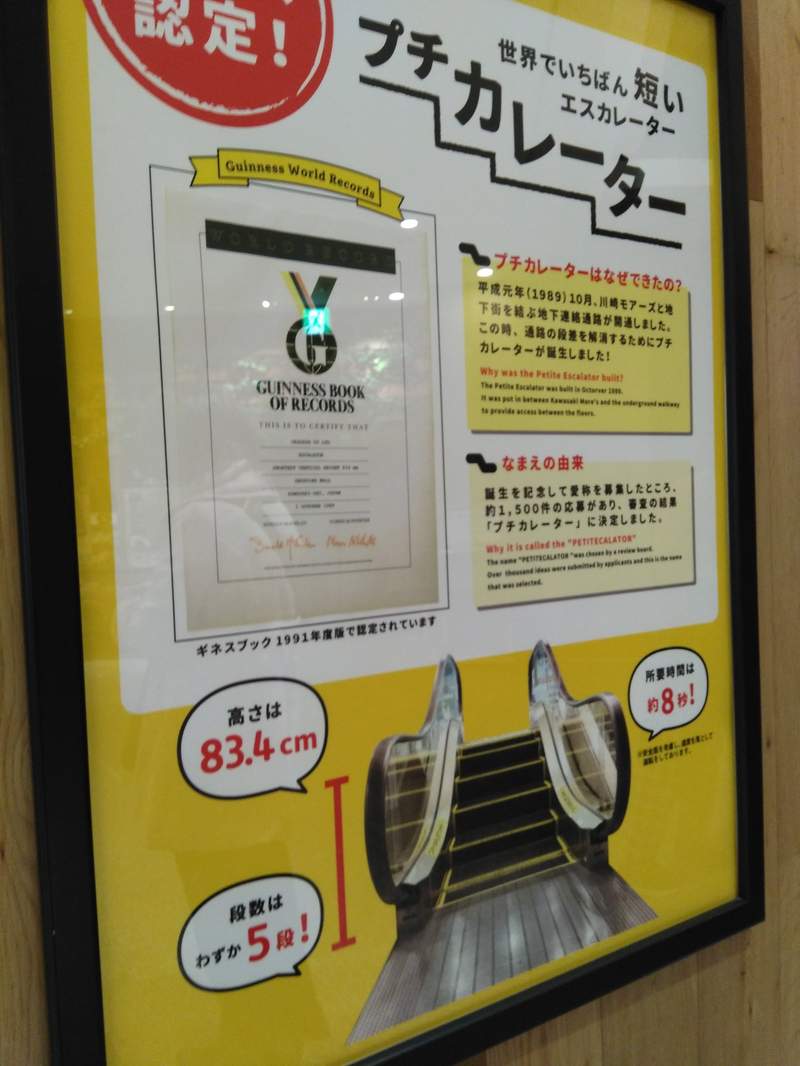 認定!
世界でいちばん短い
エスカレーター
プチカレーター
Guinness World Records
WORLD RECORD
GUINNESS BOOK
OF RECORDS
THIS IS TO CERTIFY THAT
ギネスブック1991年度版で認定されています
プチカレーターはなぜできたの?
平成元年(1989)10月、川崎モアーズと地
下街を結ぶ地下連絡通路が開通しました。
この時、通路の段差を解消するためにプチ
カレーターが誕生しました!
Why was the Petite Escalator built?
The Petite Escalator was built in Octorver 1989.
It was put in between Kawasaki More's and the underground walkway
to provide access between the floors.
なまえの由来
誕生を記念して愛称を募集したところ、
約1,500件の応募があり、審査の結果
「プチカレーター」に決定しました。
Why it is called the "PETITECALATOR"
The name "PETITECALATOR "was chosen by a review board.
Over thousand ideas were submitted by applicants and this is the name
that was selected.
高さは
83.4cm
所要時間は
約8秒!
段数は
わずか5段!